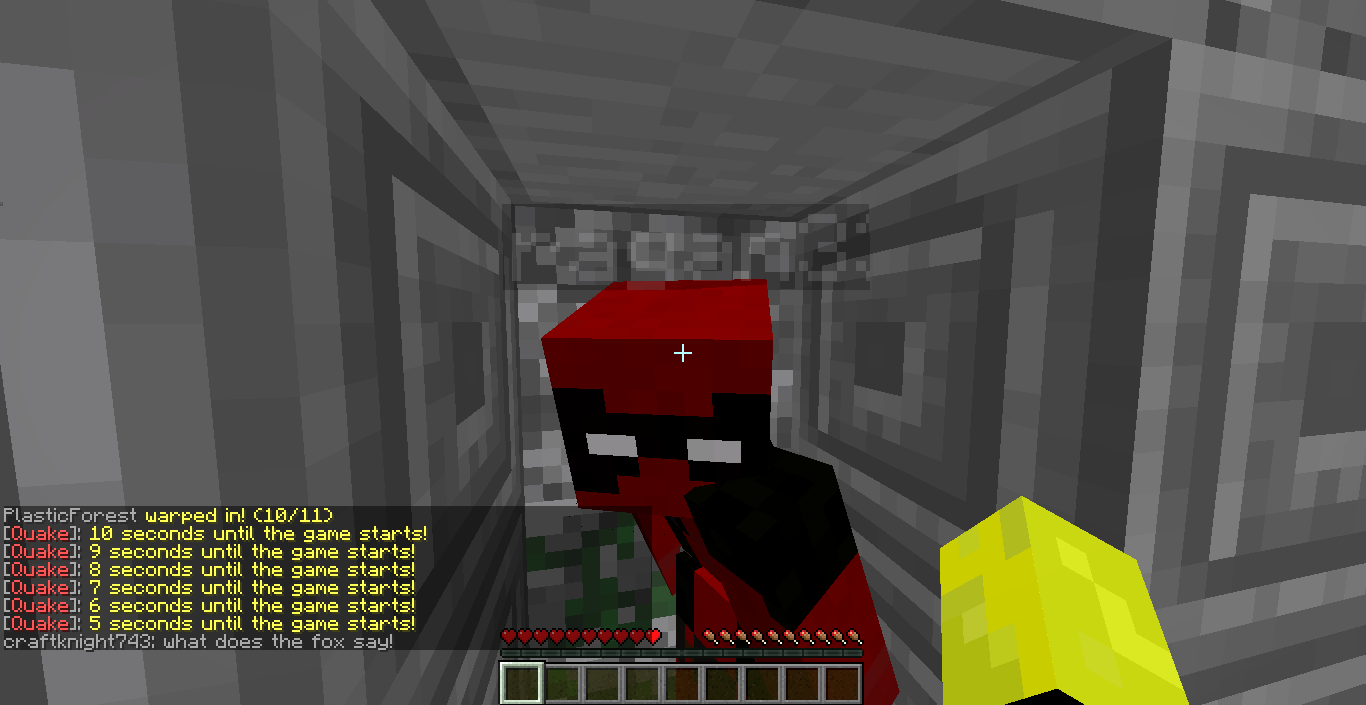 PlasticForest warped in! (10/11)
[Quake]: 10 seconds until the game starts!
[Quake]: 9 seconds until the game starts!
[Quake]: 8 seconds until the game starts!
[Quake]: 7 seconds until the game starts!
[Quake]: 6 seconds until the game starts!
[Quake]: 5 seconds until the game starts!
craftknight743: what does the fox say!